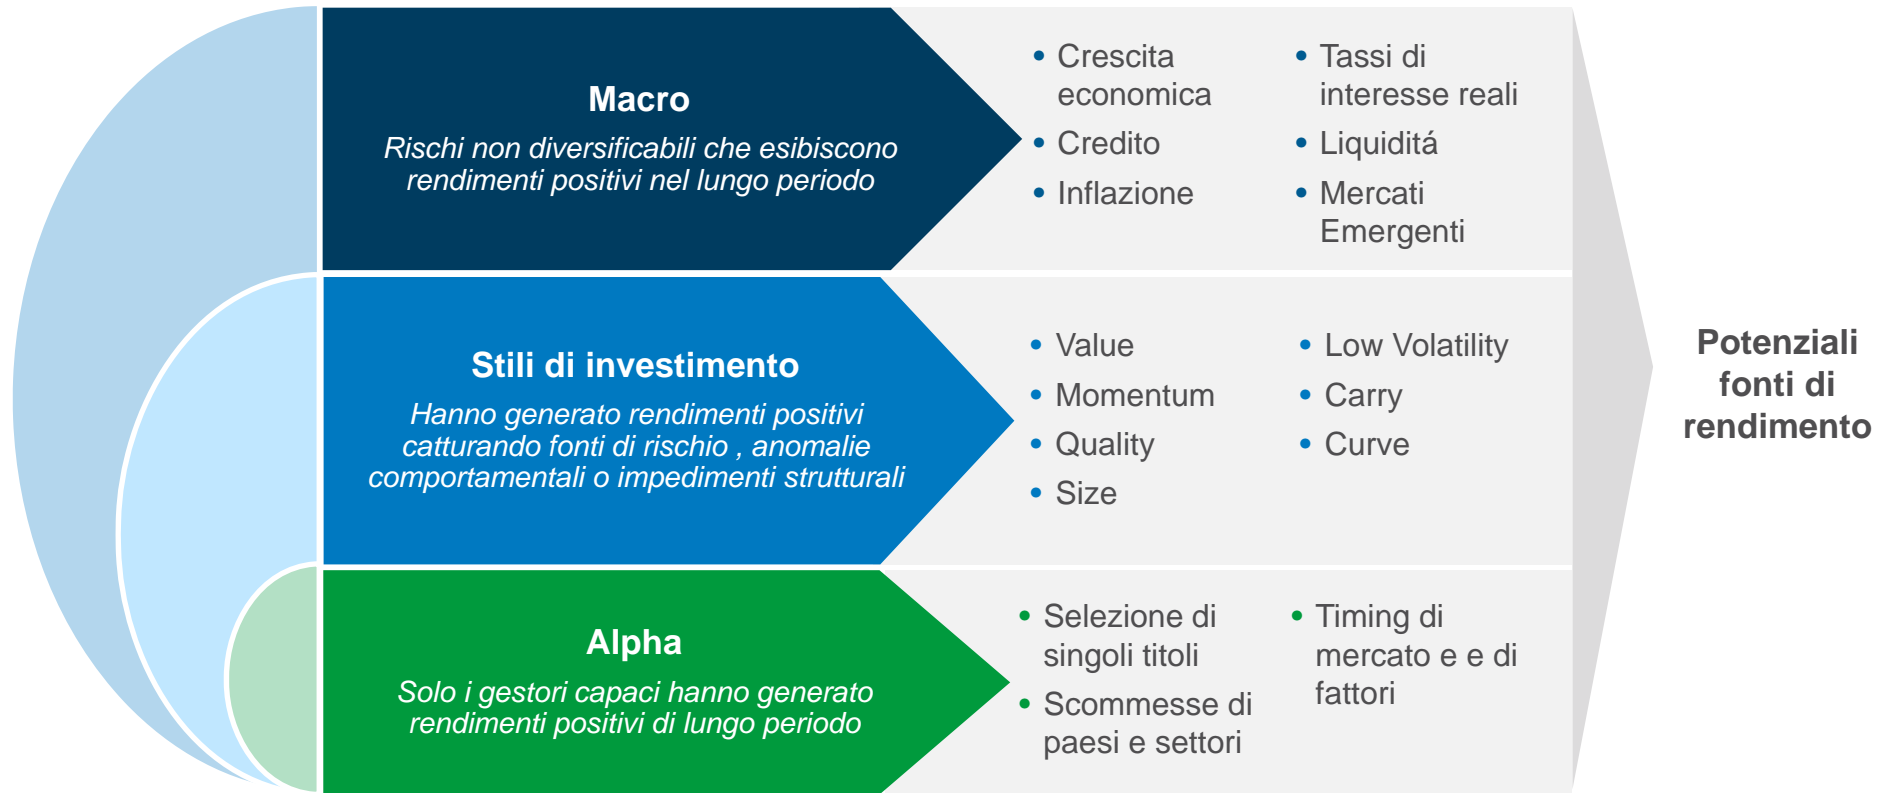 Macro
Rischi non diversificabili che esibiscono
rendimenti positivi nel lungo periodo
• Crescita
economica
• Credito
• Inflazione
• Tassi di
interesse reali
• Liquiditá
• Mercati
Emergenti
Stili di investimento
Hanno generato rendimenti positivi
catturando fonti di rischio , anomalie
comportamentali o impedimenti strutturali
• Value
• Momentum
• Quality
• Size
• Low Volatility
• Carry
• Curve
Alpha
Solo i gestori capaci hanno generato
rendimenti positivi di lungo periodo
• Selezione di
singoli titoli
• Scommesse di
paesi e settori
• Timing di
mercato e e di
fattori
Potenziali
fonti di
rendimento